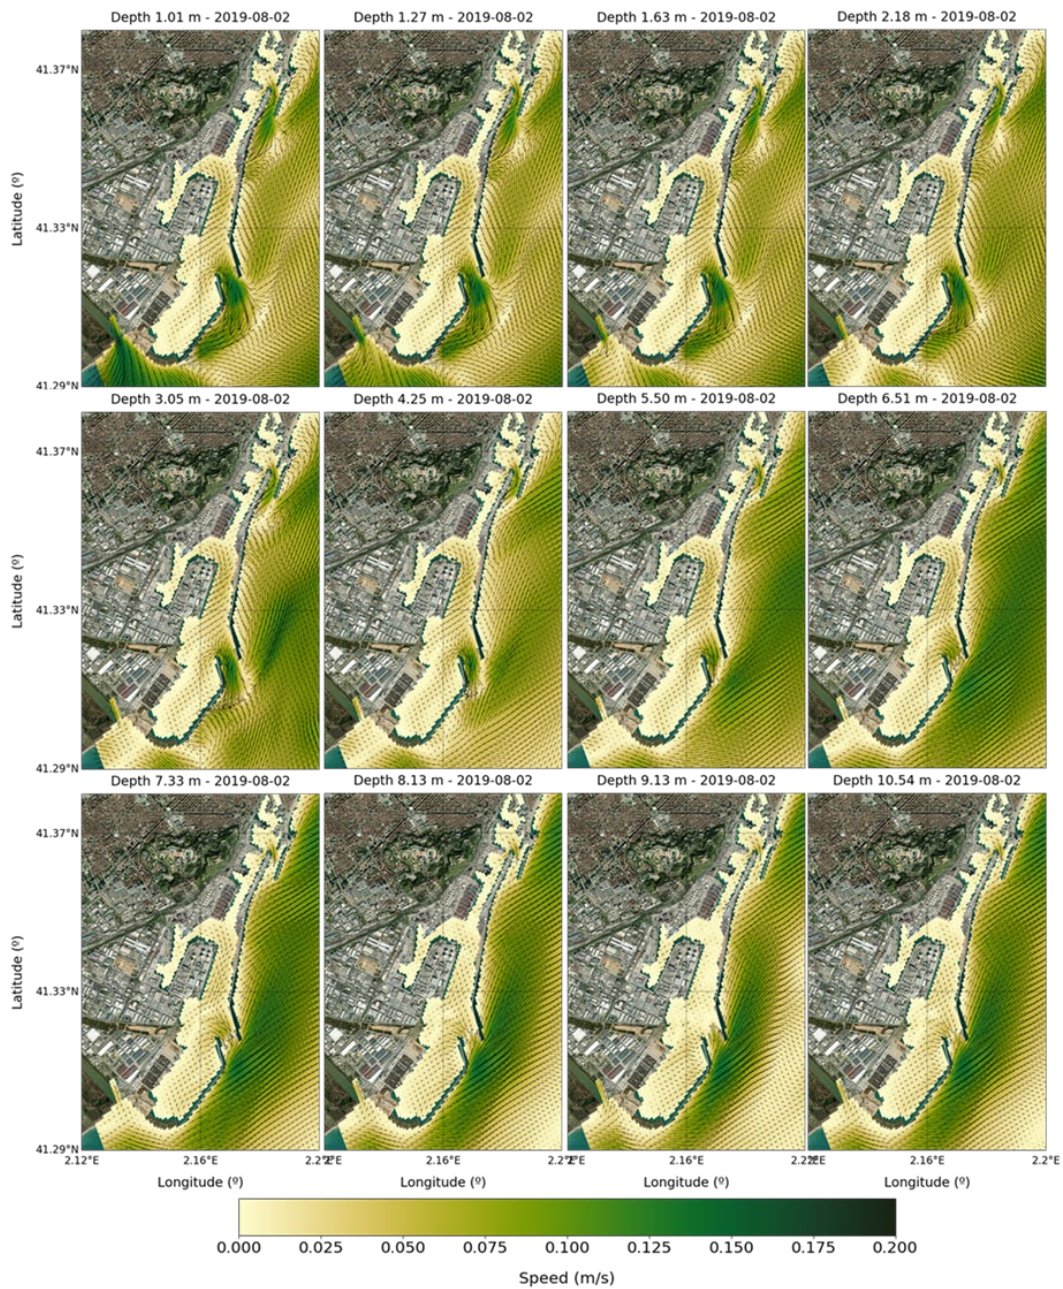 Depth 1.01 m - 2019-08-02 Depth 1.27 m - 2019-08-02 Depth 1.63 m - 2019-08-02 Depth 2.18 m - 2019-08-02
41.37°N
Latitude (º)
41.33°N
41.29°N
Depth 3.05 m - 2019-08-02 Depth 4.25 m - 2019-08-02 Depth 5.50 m - 2019-08-02 Depth 6.51 m - 2019-08-02
41.37°N
Latitude (º)
41.33°N
41.29°N
Depth 7.33 m - 2019-08-02 Depth 8.13 m - 2019-08-02 Depth 9.13 m - 2019-08-02 Depth 10.54 m - 2019-08-02
41.37°N
Latitude (º)
41.33°N
41.29°N
2.12°E 2.16°E 2.16°E 2.16°E 2.16°E 2.2°E
Longitude (º) Longitude (º) Longitude (º) Longitude (º)
0.000 0.025 0.050 0.075 0.100 0.125 0.150 0.175 0.200
Speed (m/s)